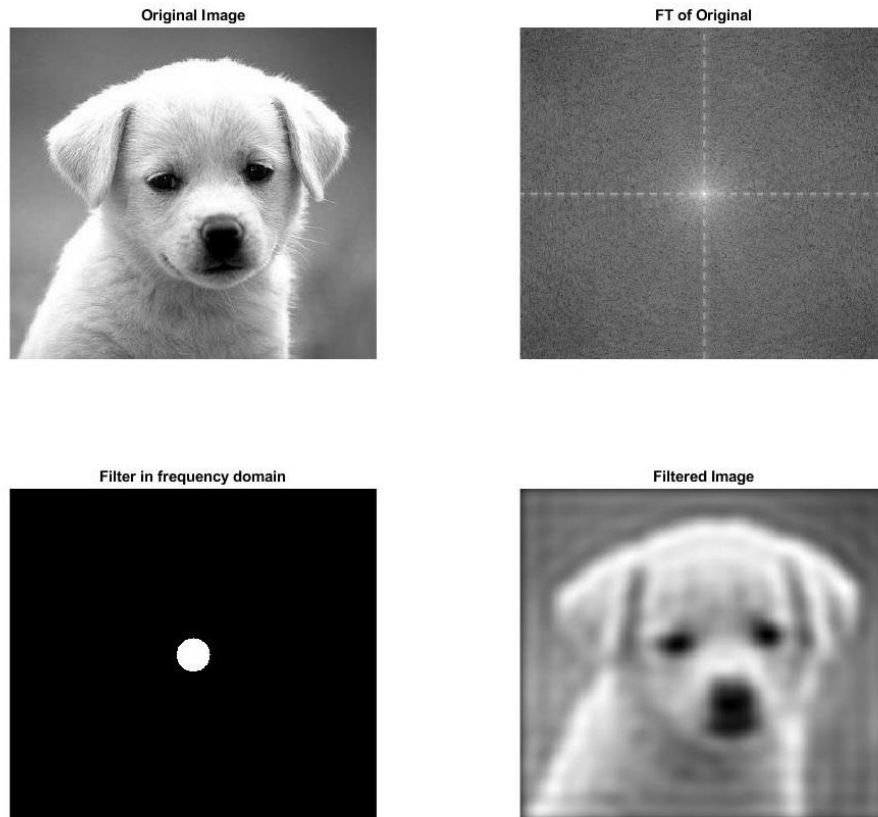 Original Image
FT of Original
Filter in frequency domain
Filtered Image